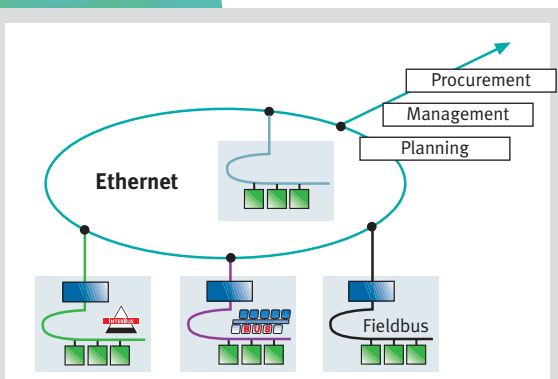 Procurement
Management
Planning
Ethernet
INTERBUS
BUS
Fieldbus